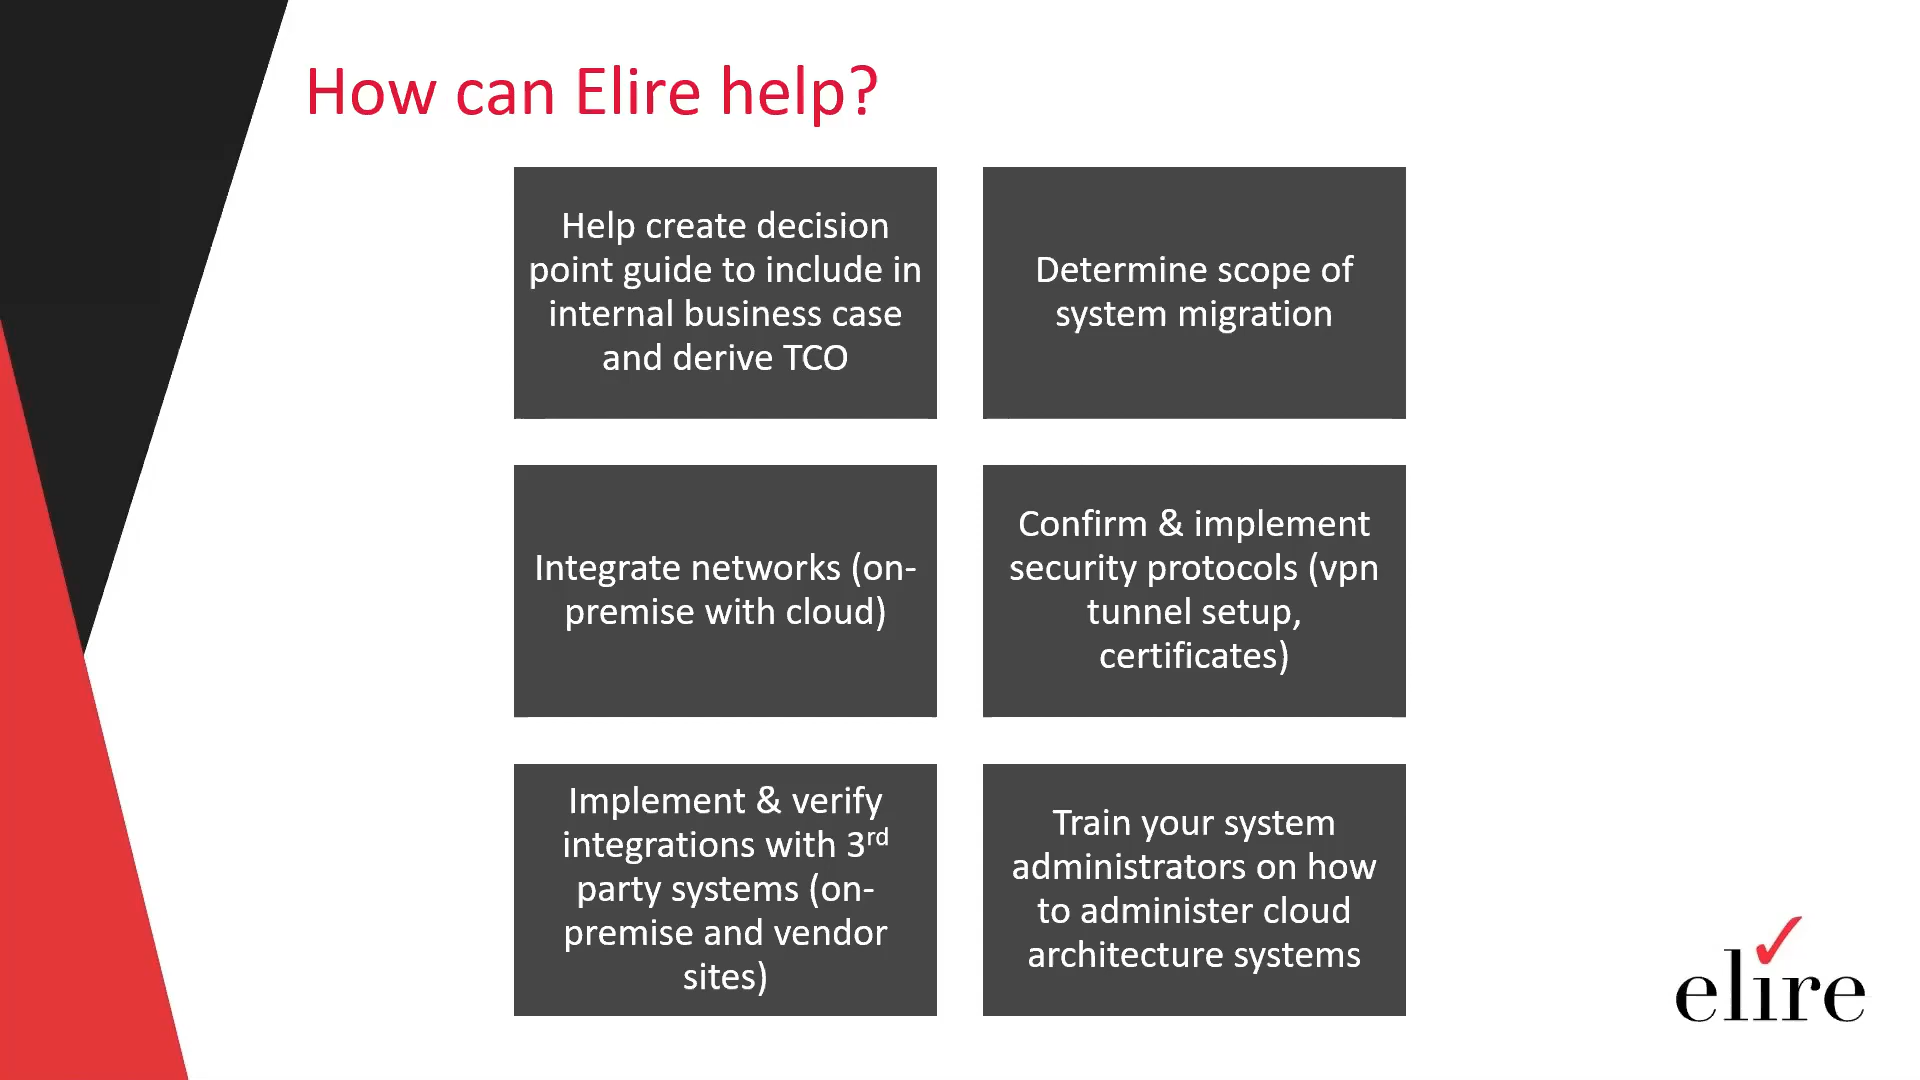 How can Elire help?
Help create decision
point guide to include in
internal business case
and derive TCO
Determine scope of
system migration
Integrate networks (on-
premise with cloud)
Confirm & implement
security protocols (vpn
tunnel setup,
certificates)
Implement & verify
integrations with 3rd
party systems (on-
premise and vendor
sites)
Train your system
administrators on how
to administer cloud
architecture systems
elire